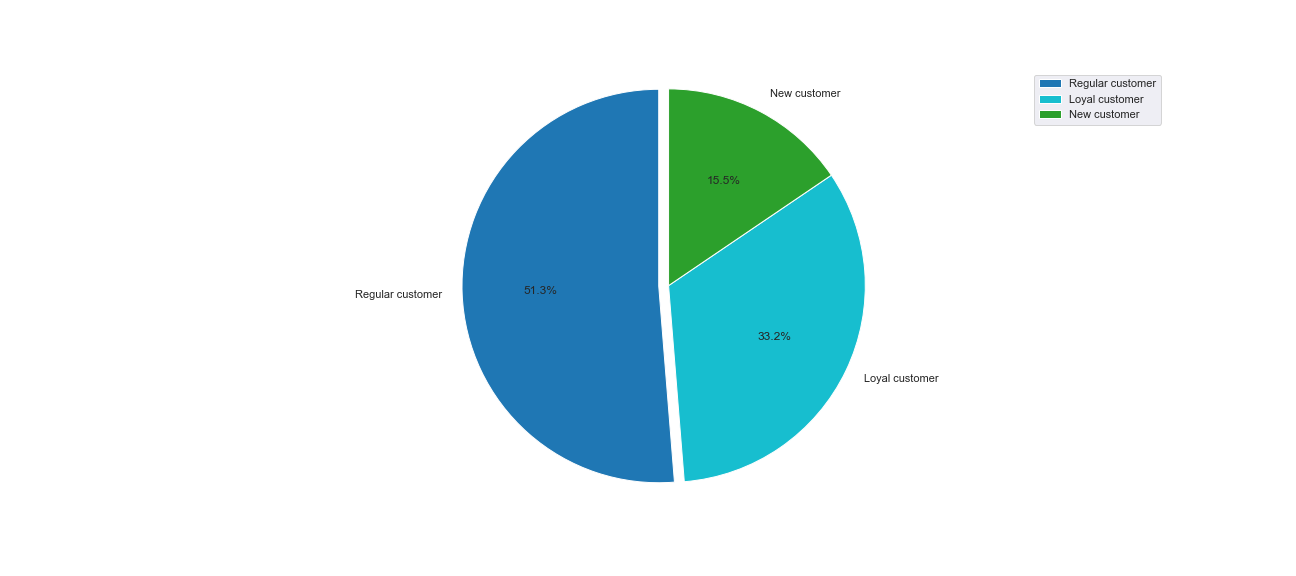 New customer
15.5%
51.3%
Regular customer
33.2%
Loyal customer
Regular customer
Loyal customer
New customer